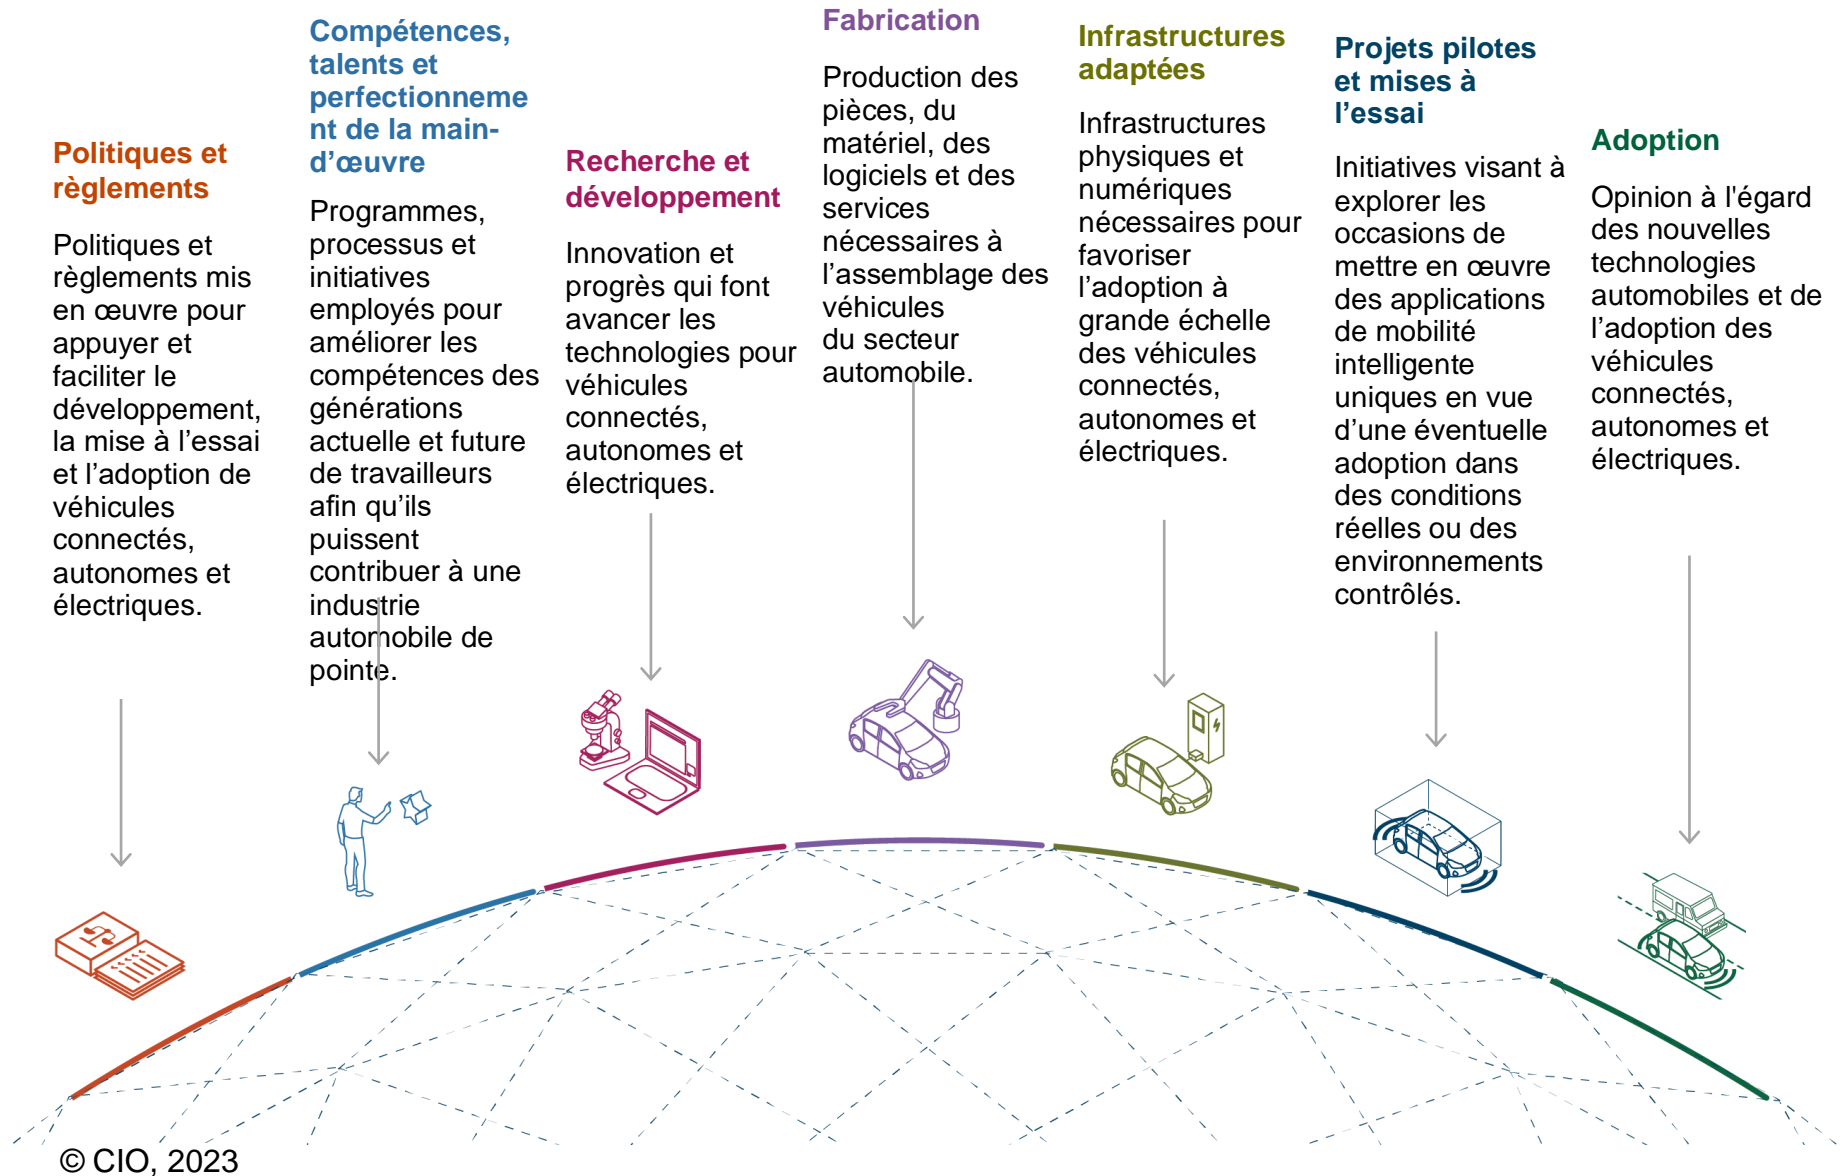 Politiques et
règlements
Politiques et
règlements mis
en œuvre pour
appuyer et
faciliter le
développement,
la mise à l’essai
et l’adoption de
véhicules
connectés,
autonomes et
électriques.
Compétences,
talents et
perfectionneme
nt de la main-
d’œuvre
Programmes,
processus et
initiatives
employés pour
améliorer les
compétences des
générations
actuelle et future
de travailleurs
afin qu’ils
puissent
contribuer à une
industrie
automobile de
pointe.
Recherche et
développement
Innovation et
progrès qui font
avancer les
technologies pour
véhicules
connectés,
autonomes et
électriques.
Fabrication
Production des
pièces, du
matériel, des
logiciels et des
services
nécessaires à
l’assemblage des
véhicules
du secteur
automobile.
Infrastructures
adaptées
Infrastructures
physiques et
numériques
nécessaires pour
favoriser
l’adoption à
grande échelle
des véhicules
connectés,
autonomes et
électriques.
Projets pilotes
et mises à
l’essai
Initiatives visant à
explorer les
occasions de
mettre en œuvre
des applications
de mobilité
intelligente
uniques en vue
d’une éventuelle
adoption dans
des conditions
réelles ou des
environnements
contrôlés.
Adoption
Opinion à l'égard
des nouvelles
technologies
automobiles et de
l’adoption des
véhicules
connectés,
autonomes et
électriques.
© CIO, 2023